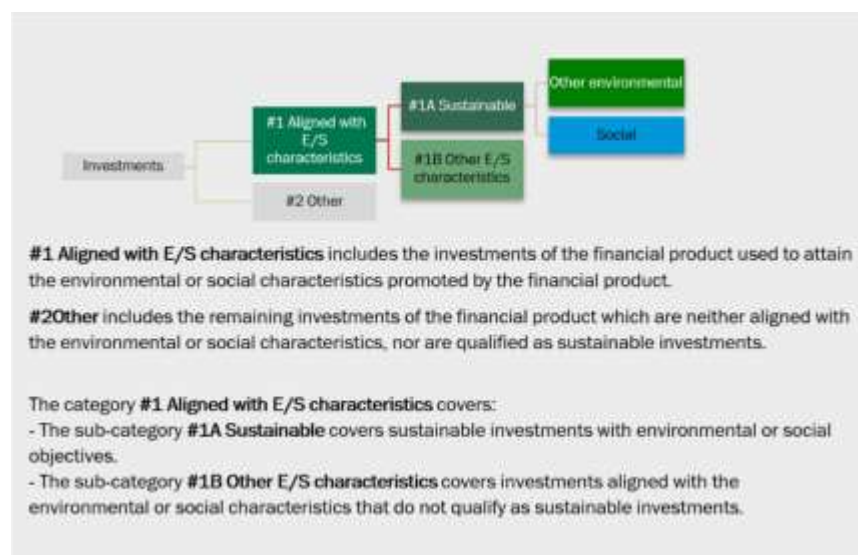 Other environmental
#1A Sustainable
#1 Aligned with
E/S
characteristics
Social
#1B Other E/S
characteristics
Investments
#2 Other
#1 Aligned with E/S characteristics includes the investments of the financial product used to attain
the environmental or social characteristics promoted by the financial product.
#2Other includes the remaining investments of the financial product which are neither aligned with
the environmental or social characteristics, nor are qualified as sustainable investments.
The category #1 Aligned with E/S characteristics covers:
- The sub-category #1A Sustainable covers sustainable investments with environmental or social
objectives.
- The sub-category #1B Other E/S characteristics covers investments aligned with the
environmental or social characteristics that do not qualify as sustainable investments.